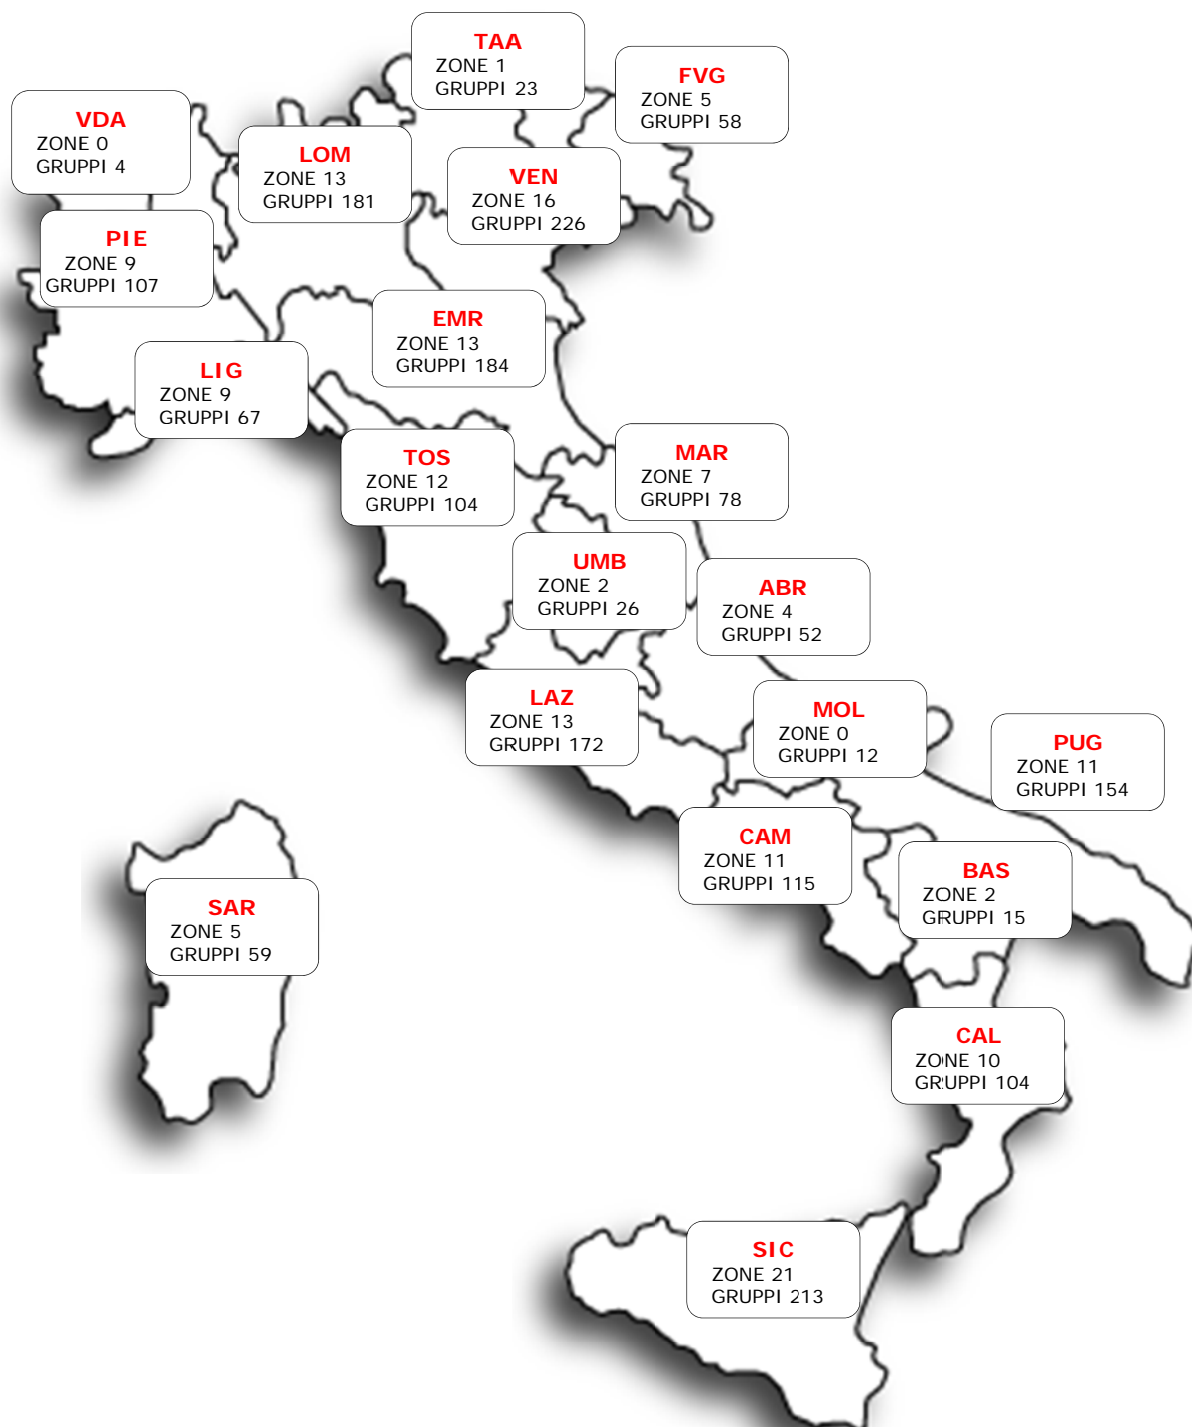 TAA
ZONE 1
GRUPPI 23
FVG
ZONE 5
GRUPPI 58
VDA
ZONE 0
GRUPPI 4
LOM
ZONE 13
GRUPPI 181
VEN
ZONE 16
GRUPPI 226
PIE
ZONE 9
GRUPPI 107
EMR
ZONE 13
GRUPPI 184
LIG
ZONE 9
GRUPPI 67
TOS
ZONE 12
GRUPPI 104
MAR
ZONE 7
GRUPPI 78
UMB
ZONE 2
GRUPPI 26
ABR
ZONE 4
GRUPPI 52
LAZ
ZONE 13
GRUPPI 172
MOL
ZONE 0
GRUPPI 12
PUG
ZONE 11
GRUPPI 154
CAM
ZONE 11
GRUPPI 115
BAS
ZONE 2
GRUPPI 15
SAR
ZONE 5
GRUPPI 59
CAL
ZONE 10
GRUPPI 104
SIC
ZONE 21
GRUPPI 213